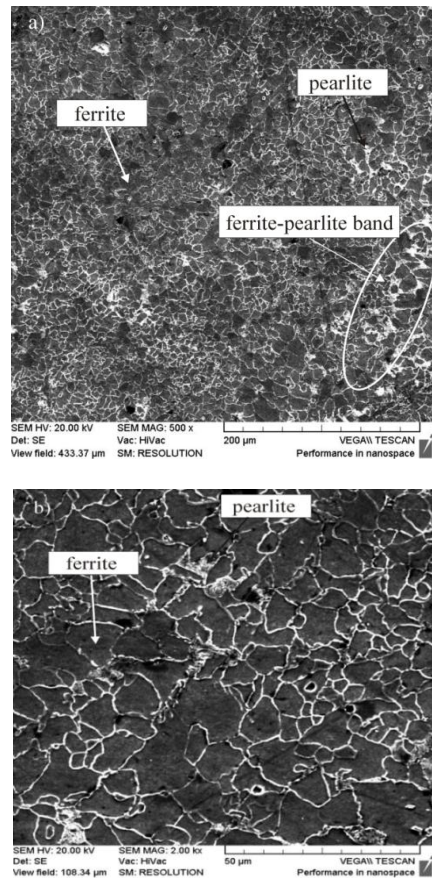 a)
ferrite
pearlite
ferrite-pearlite band
SEM HV: 20.00 kV SEM MAG: 500 x
Det: SE Vac: HiVac 200 µm VEGA\\ TESCAN
View field: 433.37 µm SM: RESOLUTION Performance in nanospace
b)
pearlite
ferrite
SEM HV: 20.00 kV SEM MAG: 2.00 kx
Det: SE Vac: HiVac 50 µm VEGA\\ TESCAN
View field: 108.34 µm SM: RESOLUTION Performance in nanospace